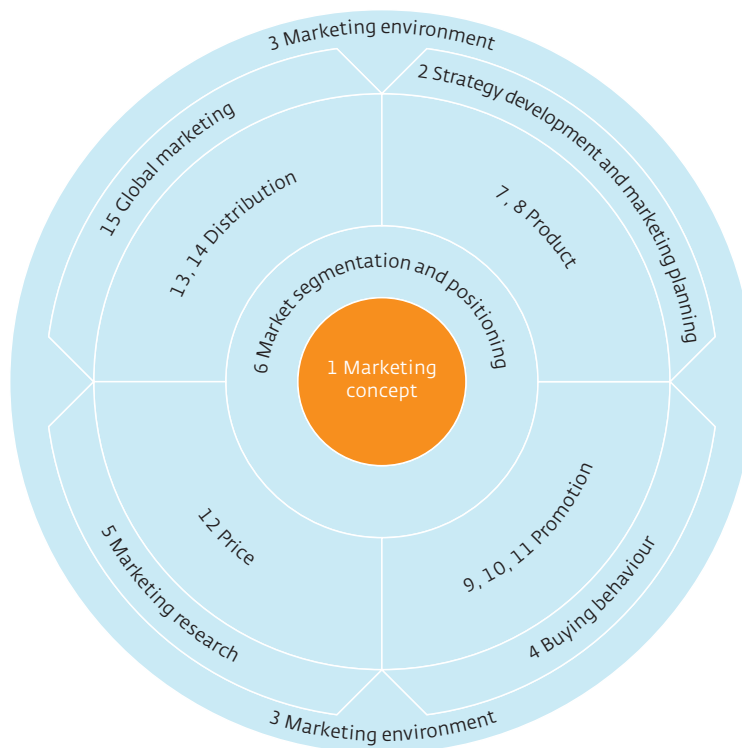 3 Marketing environment
2 Strategy development and marketing planning
15 Global marketing
13, 14 Distribution
7, 8 Product
6 Market segmentation and positioning
1 Marketing
concept
12 Price
9, 10, 11 Promotion
5 Marketing research
4 Buying behaviour
3 Marketing environment